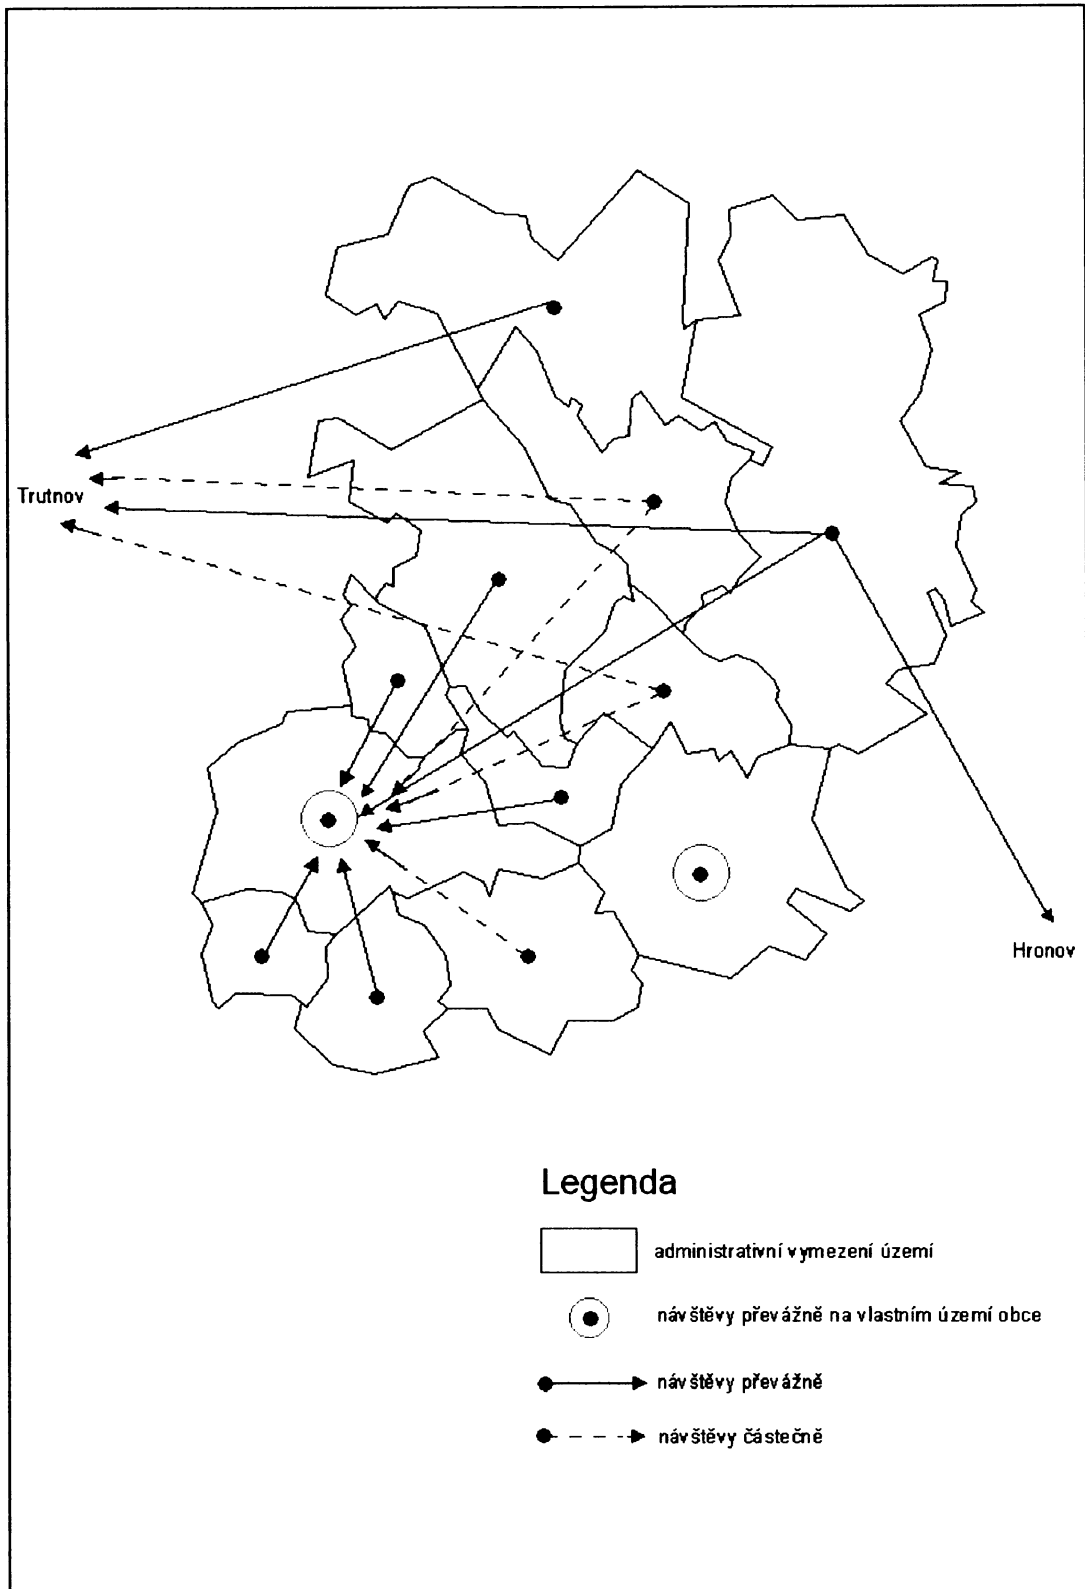 Trutnov
Hronov
Legenda
administrativní vymezení území
návštěvy převážně na vlastním území obce
návštěvy převážně
návštěvy částečně